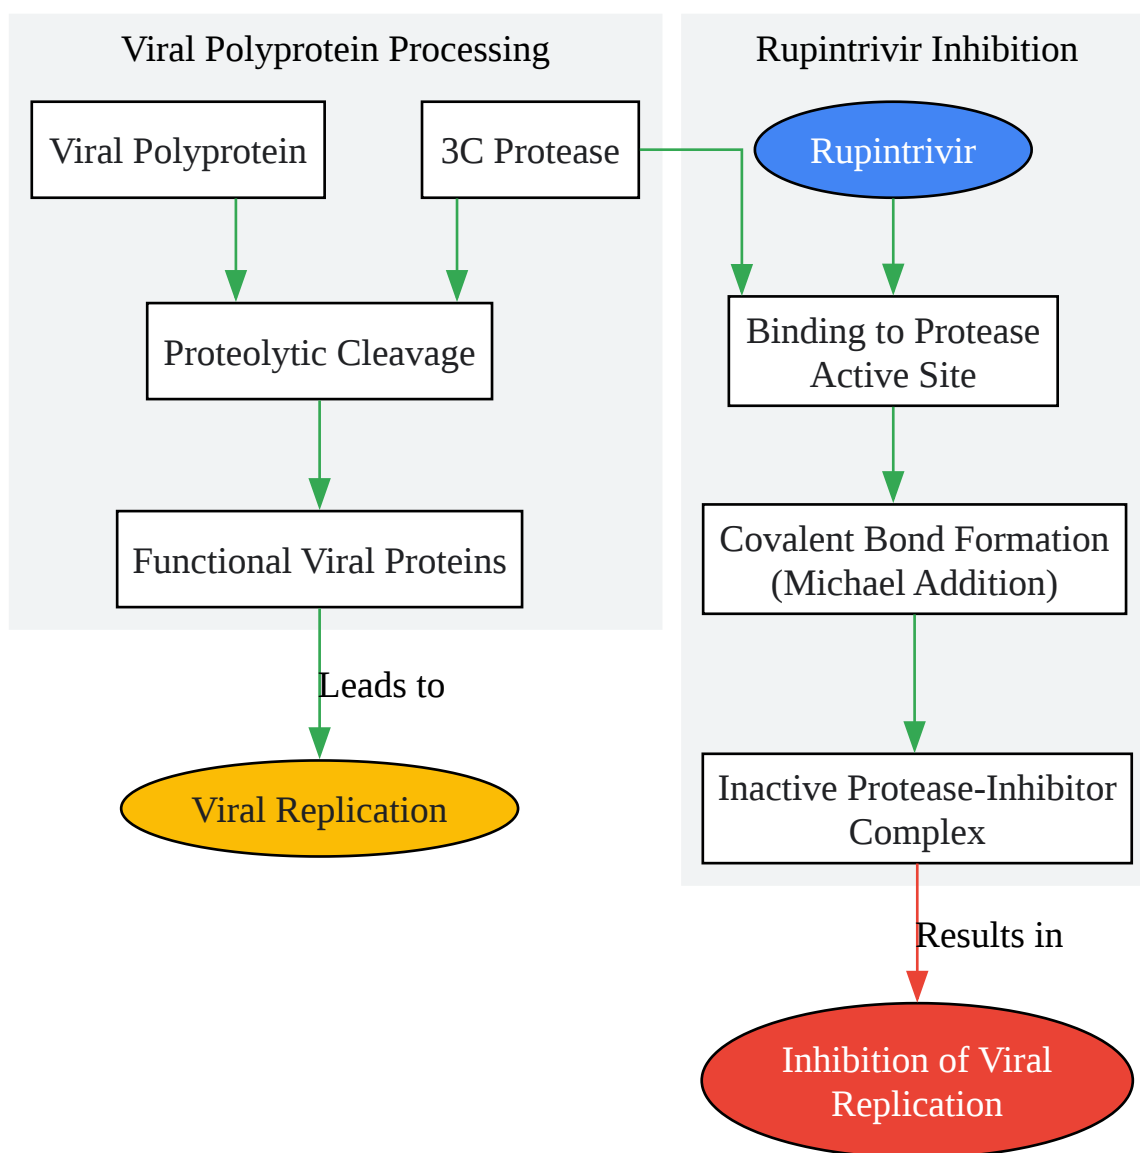 Viral Polyprotein Processing
Viral Polyprotein
3C Protease
Proteolytic Cleavage
Functional Viral Proteins
Leads to
Viral Replication
Rupintrivir Inhibition
Rupintrivir
Binding to Protease
Active Site
Covalent Bond Formation
(Michael Addition)
Inactive Protease-Inhibitor
Complex
Results in
Inhibition of Viral
Replication